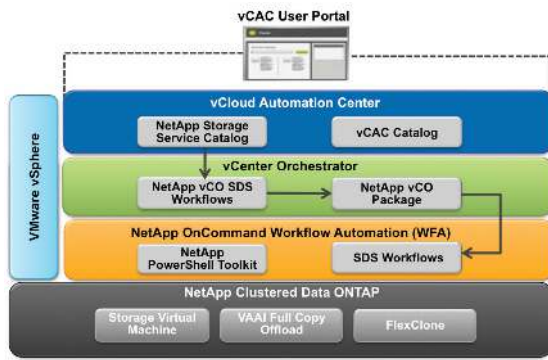 vCAC User Portal
vCloud Automation Center
NetApp Storage
Service Catalog
vCAC Catalog
VMware vSphere
vCenter Orchestrator
NetApp vCO SDS
Workflows
NetApp vCO
Package
NetApp OnCommand Workflow Automation (WFA)
NetApp
PowerShell Toolkit
SDS Workflows
NetApp Clustered Data ONTAP
Storage Virtual
Machine
VAAI Full Copy
Offload
FlexClone